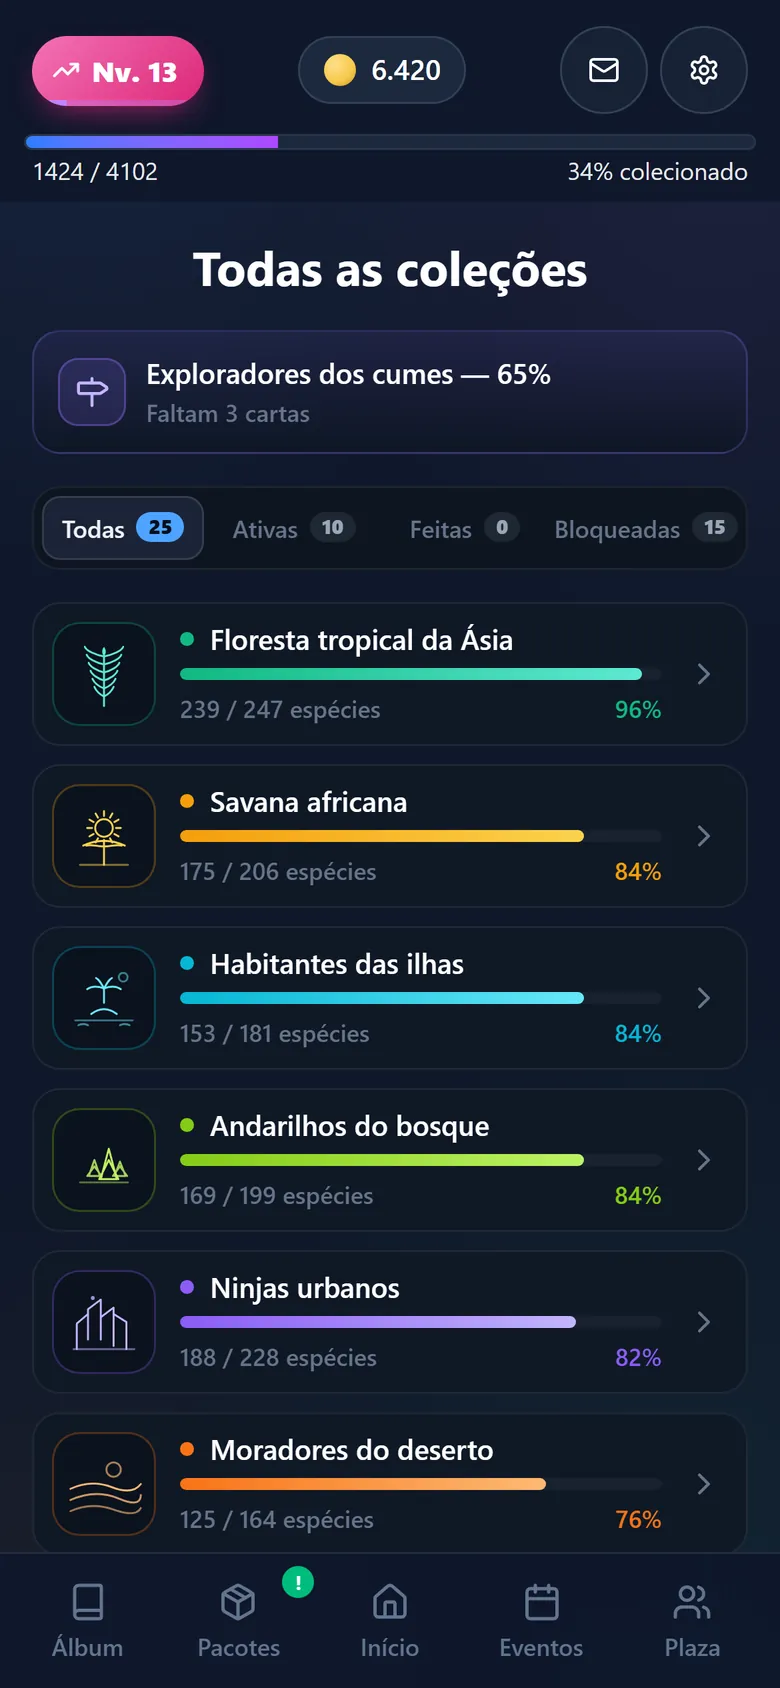 Nv. 13
6.420
1424 / 4102
34% colecionado
Todas as coleções
Exploradores dos cumes — 65%
Faltam 3 cartas
Todas 25
Ativas 10
Feitas 0
Bloqueadas 15
Floresta tropical da Ásia
239 / 247 espécies
96%
Savana africana
175 / 206 espécies
84%
Habitantes das ilhas
153 / 181 espécies
84%
Andarilhos do bosque
169 / 199 espécies
84%
Ninjas urbanos
188 / 228 espécies
82%
Moradores do deserto
125 / 164 espécies
76%
!
Álbum
Pacotes
Início
Eventos
Plaza